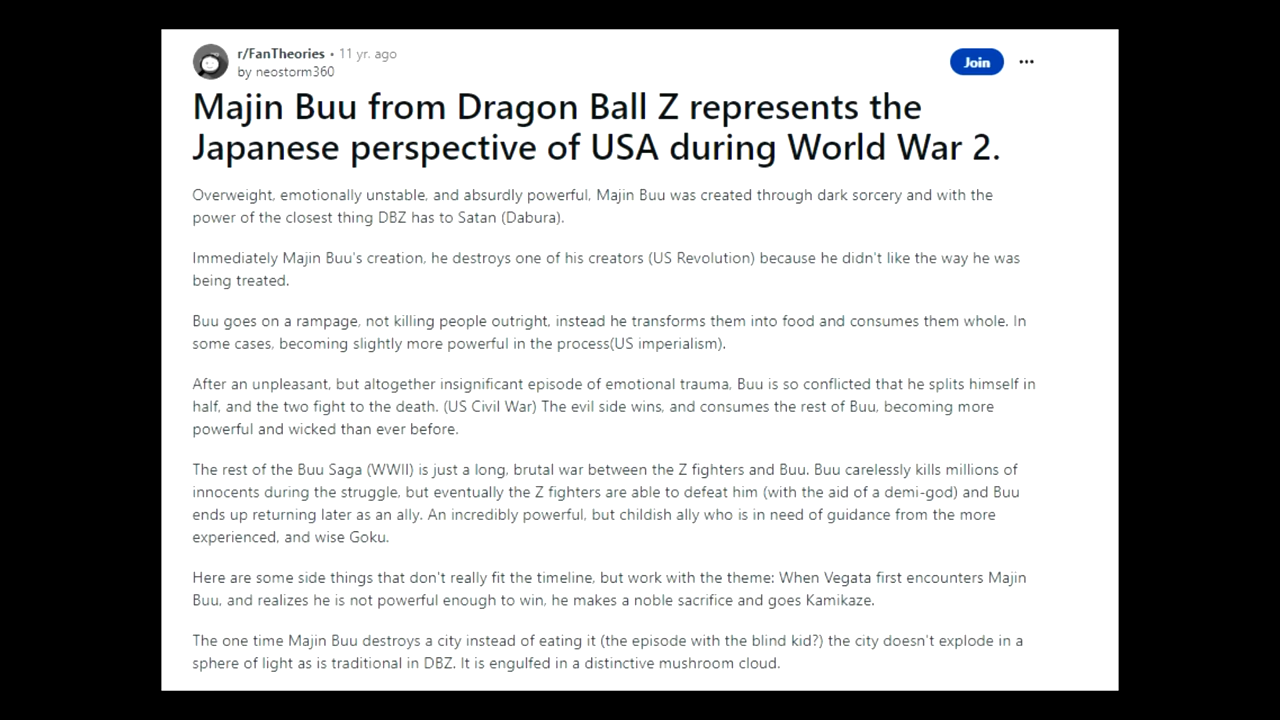 r/FanTheories • 11 yr. ago
by neostorm360
Join
Majin Buu from Dragon Ball Z represents the
Japanese perspective of USA during World War 2.
Overweight, emotionally unstable, and absurdly powerful, Majin Buu was created through dark sorcery and with the
power of the closest thing DBZ has to Satan (Dabura).
Immediately Majin Buu's creation, he destroys one of his creators (US Revolution) because he didn't like the way he was
being treated.
Buu goes on a rampage, not killing people outright, instead he transforms them into food and consumes them whole. In
some cases, becoming slightly more powerful in the process(US imperialism).
After an unpleasant, but altogether insignificant episode of emotional trauma, Buu is so conflicted that he splits himself in
half, and the two fight to the death. (US Civil War) The evil side wins, and consumes the rest of Buu, becoming more
powerful and wicked than ever before.
The rest of the Buu Saga (WWII) is just a long, brutal war between the Z fighters and Buu. Buu carelessly kills millions of
innocents during the struggle, but eventually the Z fighters are able to defeat him (with the aid of a demi-god) and Buu
ends up returning later as an ally. An incredibly powerful, but childish ally who is in need of guidance from the more
experienced, and wise Goku.
Here are some side things that don't really fit the timeline, but work with the theme: When Vegata first encounters Majin
Buu, and realizes he is not powerful enough to win, he makes a noble sacrifice and goes Kamikaze.
The one time Majin Buu destroys a city instead of eating it (the episode with the blind kid?) the city doesn't explode in a
sphere of light as is traditional in DBZ. It is engulfed in a distinctive mushroom cloud.